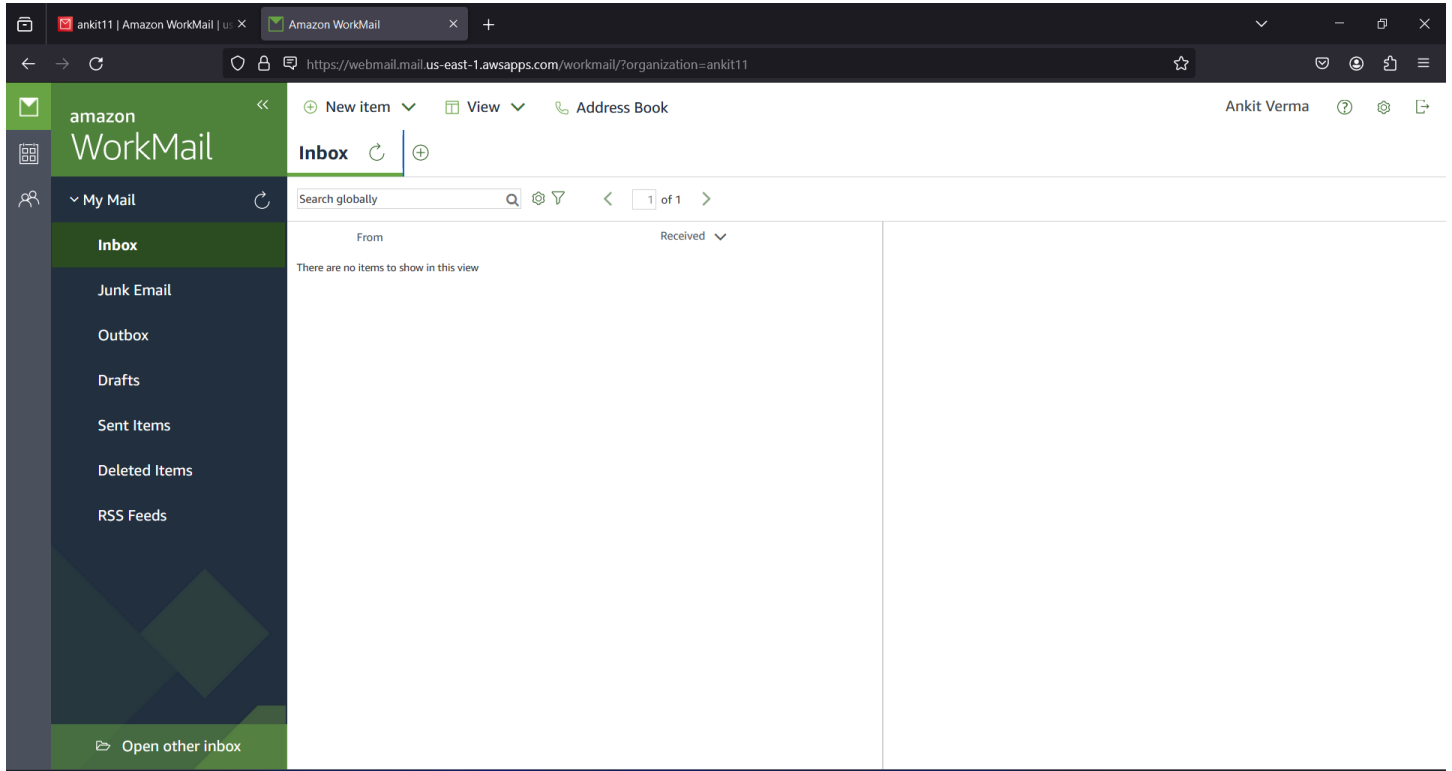 ankit11 | Amazon WorkMail | us
Amazon WorkMail
https://webmail.mail.us-east-1.awsapps.com/workmail/?organization=ankit11
amazon
WorkMail
New item
View
Address Book
Ankit Verma
Inbox
My Mail
Search globally
1 of 1
Inbox
From
Received
There are no items to show in this view
Junk Email
Outbox
Drafts
Sent Items
Deleted Items
RSS Feeds
Open other inbox